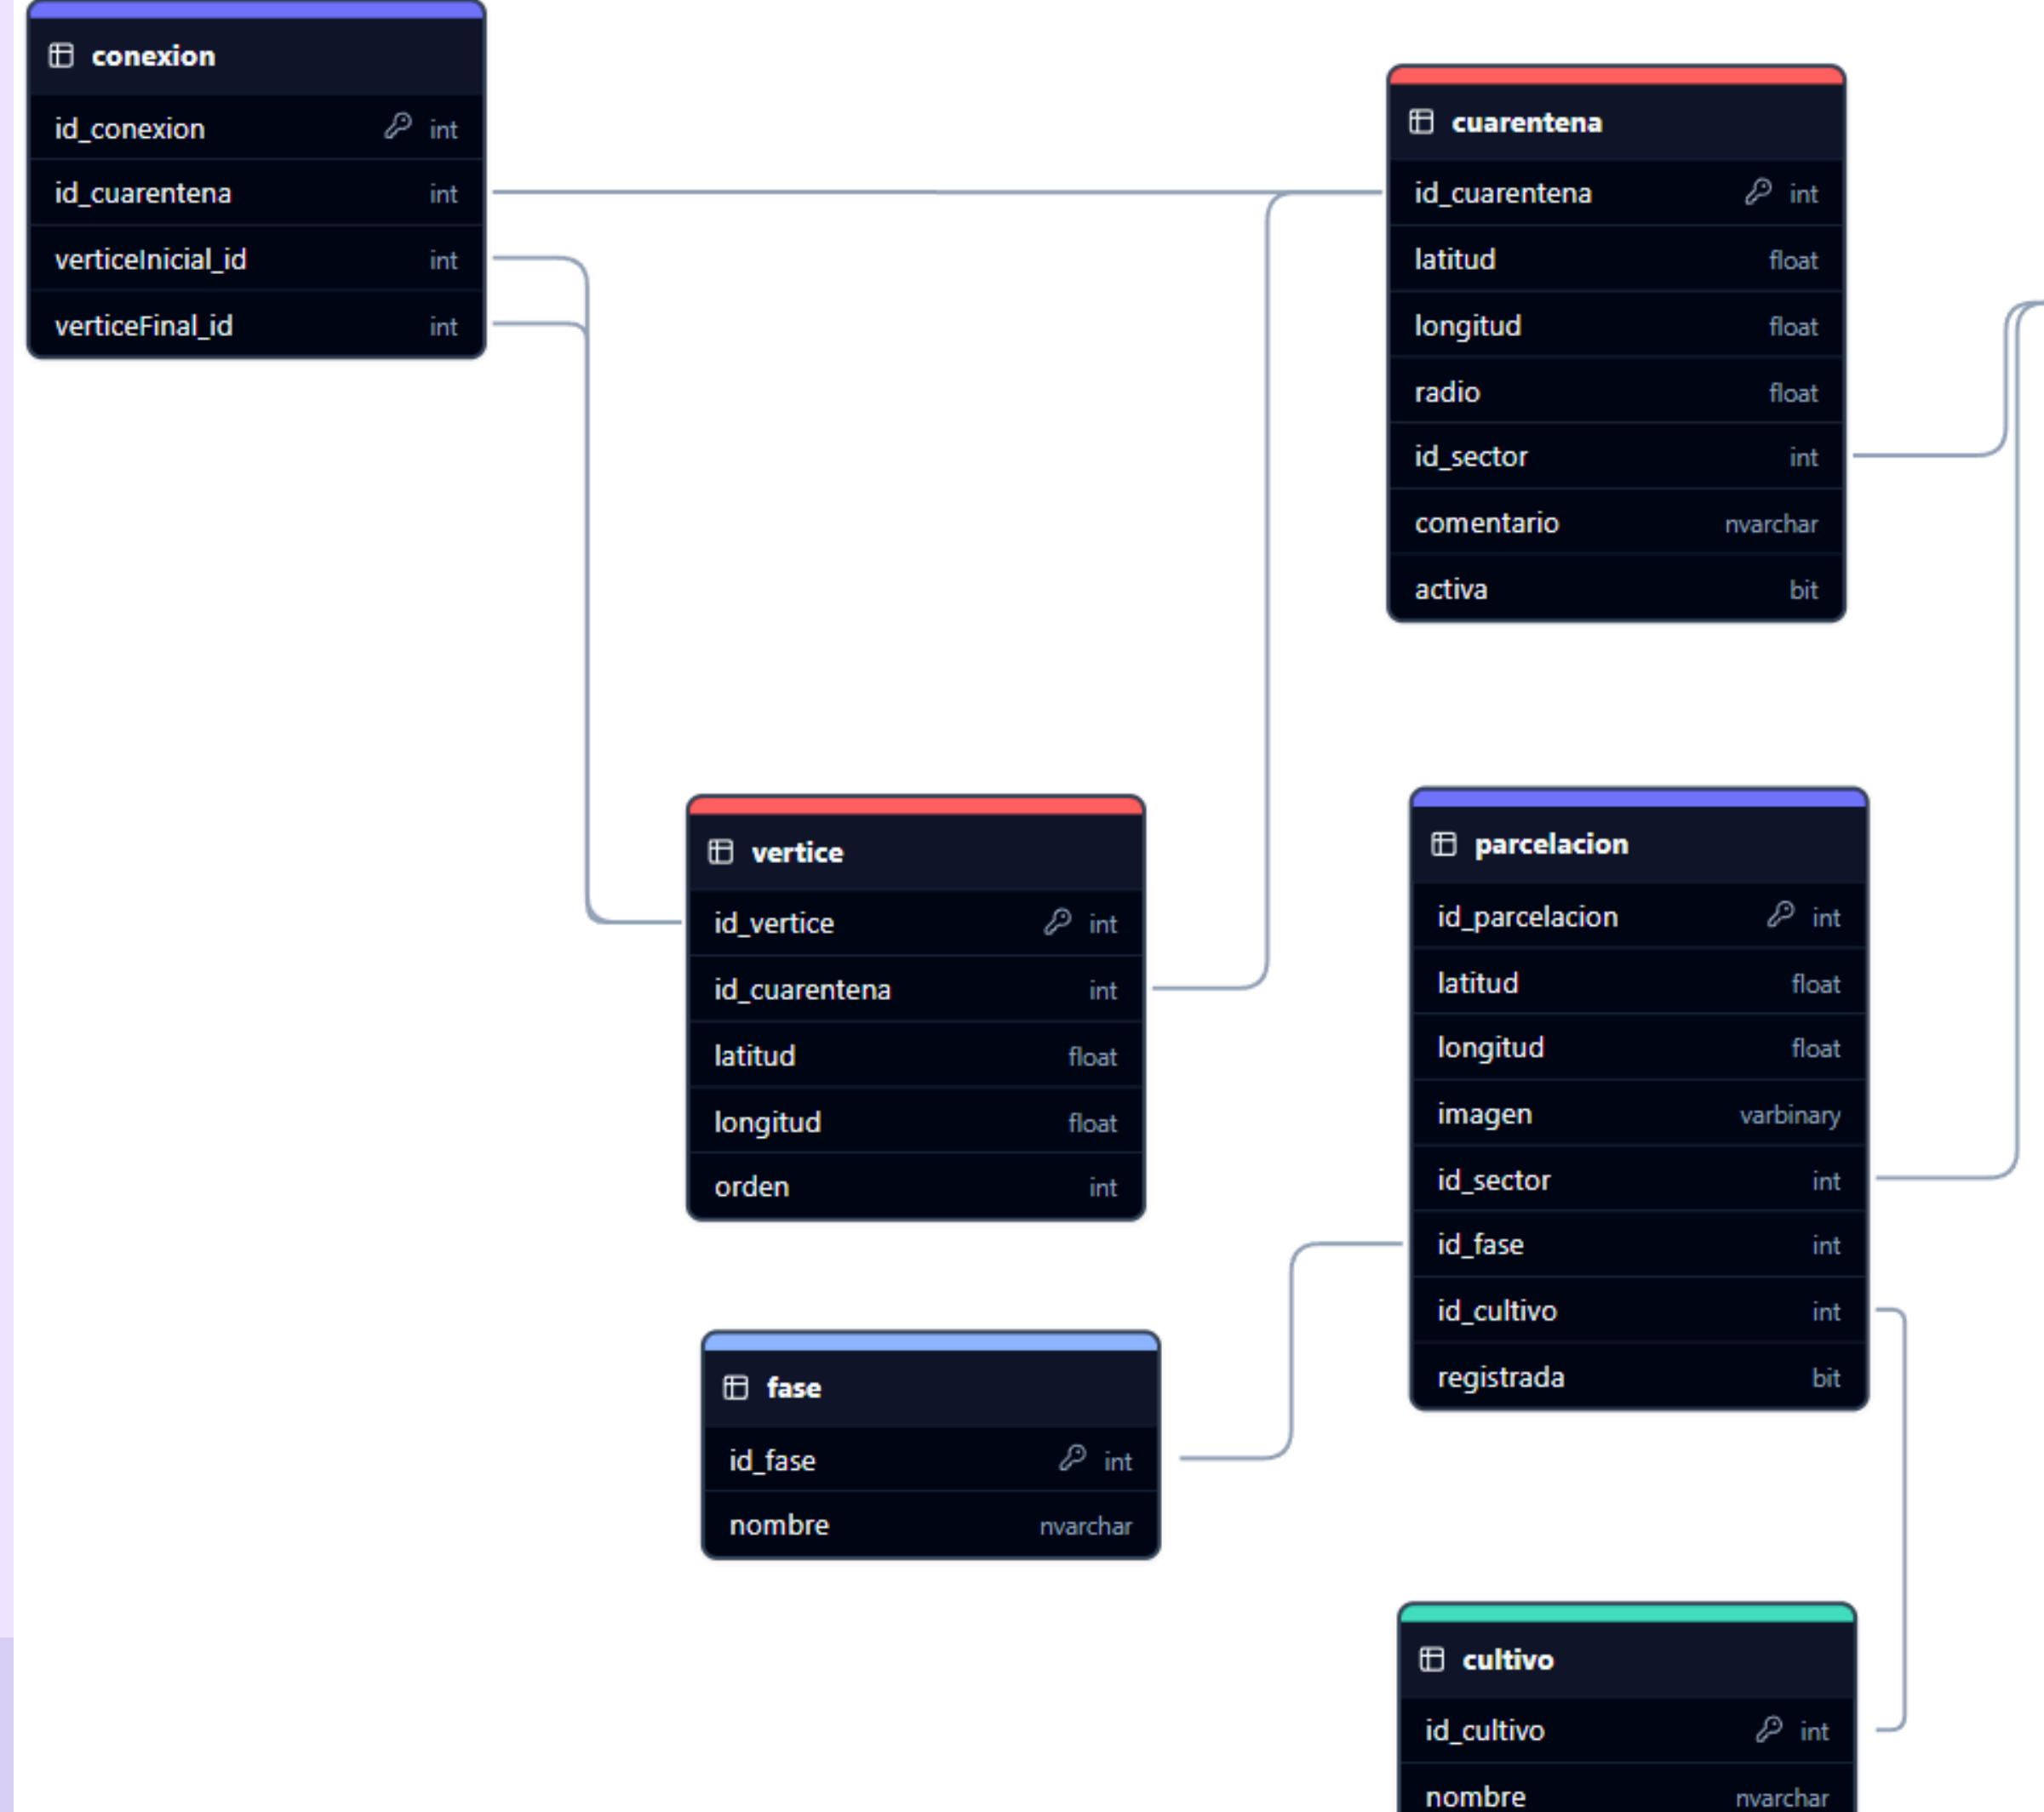 conexion
id_conexion int
id_cuarentena int
verticeInicial_id int
verticeFinal_id int
cuarentena
id_cuarentena int
latitud float
longitud float
radio float
id_sector int
comentario nvarchar
activa bit
vertice
id_vertice int
id_cuarentena int
latitud float
longitud float
orden int
parcelacion
id_parcelacion int
latitud float
longitud float
imagen varbinary
id_sector int
id_fase int
id_cultivo int
registrada bit
fase
id_fase int
nombre nvarchar
cultivo
id_cultivo int
nombre nvarchar